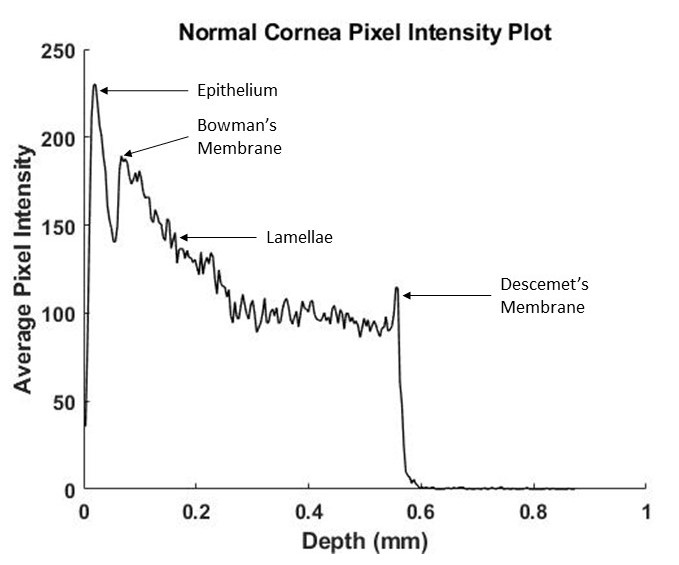 Normal Cornea Pixel Intensity Plot
250
200
150
100
50
0
Average Pixel Intensity
Epithelium
Bowman’s
Membrane
Lamellae
Descemet’s
Membrane
0
0.2
0.4
0.6
0.8
1
Depth (mm)